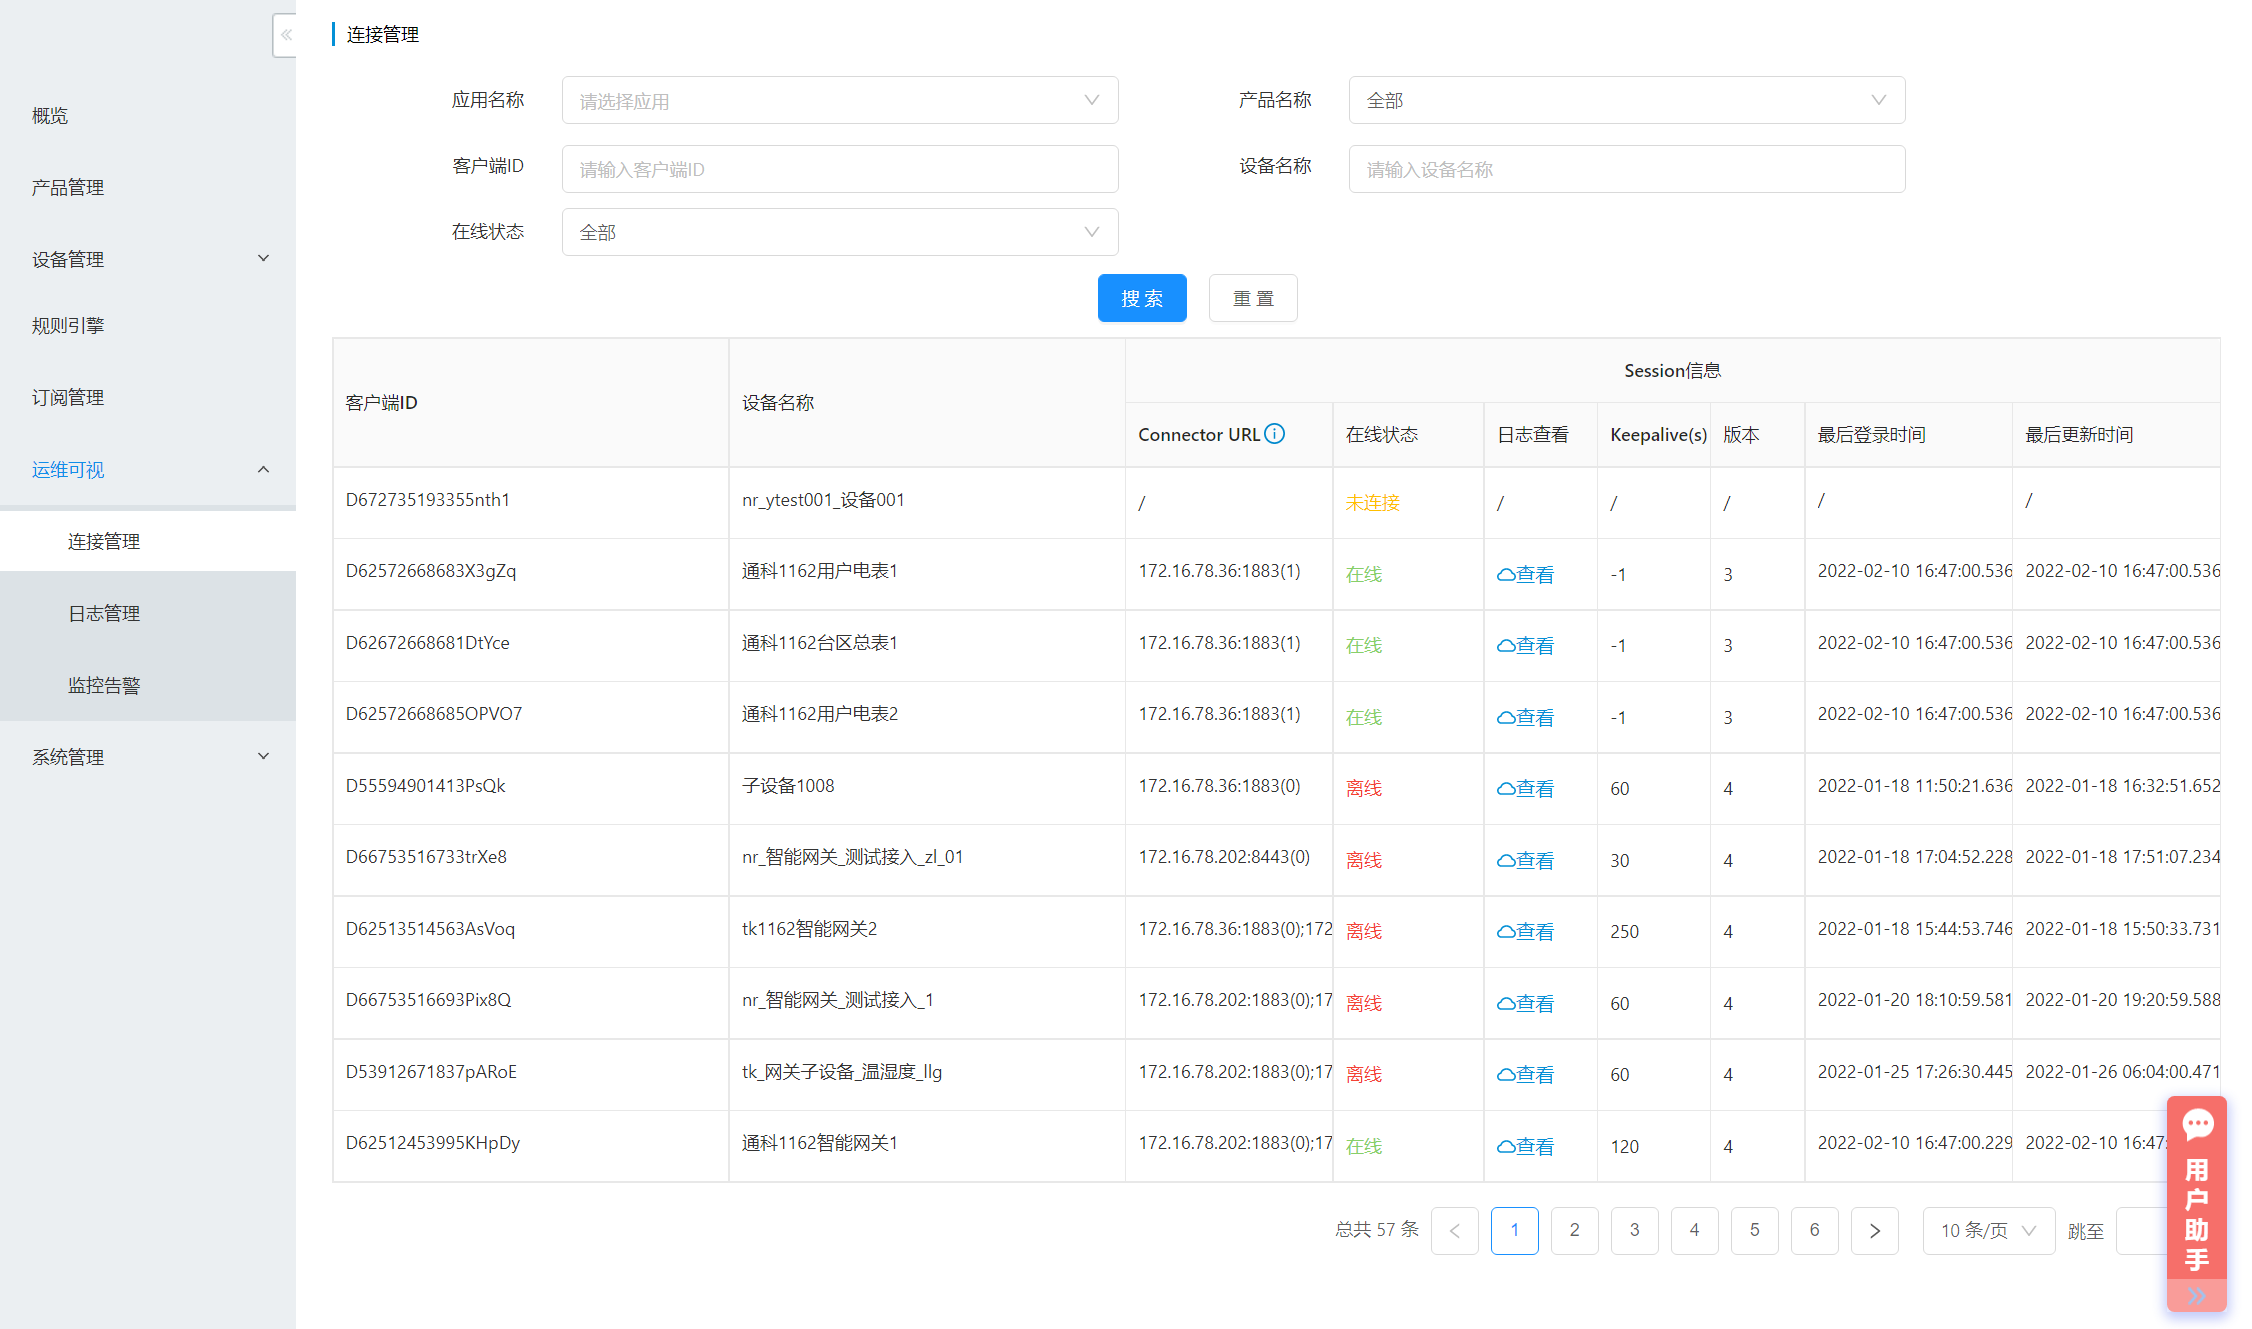 概览
产品管理
设备管理
规则引擎
订阅管理
运维可视
连接管理
日志管理
监控告警
系统管理
连接管理
应用名称 请选择应用 产品名称 全部
客户端ID 请输入客户端ID 设备名称 请输入设备名称
在线状态 全部
搜 索 重 置
客户端ID 设备名称 Session信息
Connector URL 在线状态 日志查看 Keepalive(s) 版本 最后登录时间 最后更新时间
D672735193355nth1 nr_ytest001_设备001 / 未连接 / / / / /
D62572668683X3gZq 通科1162用户电表1 172.16.78.36:1883(1) 在线 查看 -1 3 2022-02-10 16:47:00.536 2022-02-10 16:47:00.536
D62672668681DtYce 通科1162台区总表1 172.16.78.36:1883(1) 在线 查看 -1 3 2022-02-10 16:47:00.536 2022-02-10 16:47:00.536
D62572668685OPVO7 通科1162用户电表2 172.16.78.36:1883(1) 在线 查看 -1 3 2022-02-10 16:47:00.536 2022-02-10 16:47:00.536
D55594901413PsQk 子设备1008 172.16.78.36:1883(0) 离线 查看 60 4 2022-01-18 11:50:21.636 2022-01-18 16:32:51.652
D66753516733trXe8 nr_智能网关_测试接入_zl_01 172.16.78.202:8443(0) 离线 查看 30 4 2022-01-18 17:04:52.228 2022-01-18 17:51:07.234
D62513514563AsVoq tk1162智能网关2 172.16.78.36:1883(0);172 离线 查看 250 4 2022-01-18 15:44:53.746 2022-01-18 15:50:33.731
D66753516693Pix8Q nr_智能网关_测试接入_1 172.16.78.202:1883(0);17 离线 查看 60 4 2022-01-20 18:10:59.581 2022-01-20 19:20:59.588
D53912671837pARoE tk_网关子设备_温湿度_llg 172.16.78.202:1883(0);17 离线 查看 60 4 2022-01-25 17:26:30.445 2022-01-26 06:04:00.471
D62512453995KHpDy 通科1162智能网关1 172.16.78.202:1883(0);17 在线 查看 120 4 2022-02-10 16:47:00.229 2022-02-10 16:47:
总共 57 条 1 2 3 4 5 6 10 条/页 跳至
用户助手